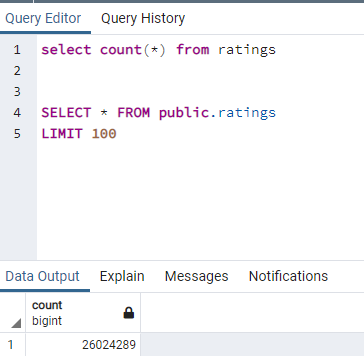 Query Editor Query History
1 select count(*) from ratings
2
3
4 SELECT * FROM public.ratings
5 LIMIT 100
Data Output Explain Messages Notifications
count
bigint
1 26024289